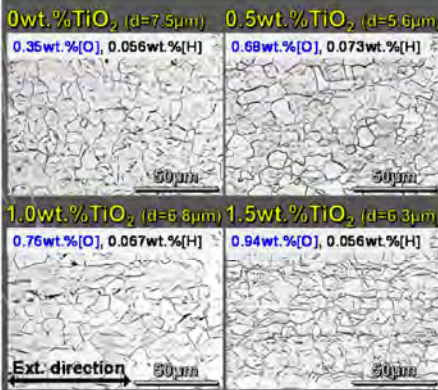 0wt.%TiO₂ (d=7.5μm)
0.5wt.%TiO₂ (d=5.6μm)
0.35wt.%[O], 0.056wt.%[H]
0.68wt.%[O], 0.073wt.%[H]
50μm
50μm
1.0wt.%TiO₂ (d=6.8μm)
1.5wt.%TiO₂ (d=6.3μm)
0.76wt.%[O], 0.067wt.%[H]
0.94wt.%[O], 0.056wt.%[H]
Ext. direction
50μm
50μm